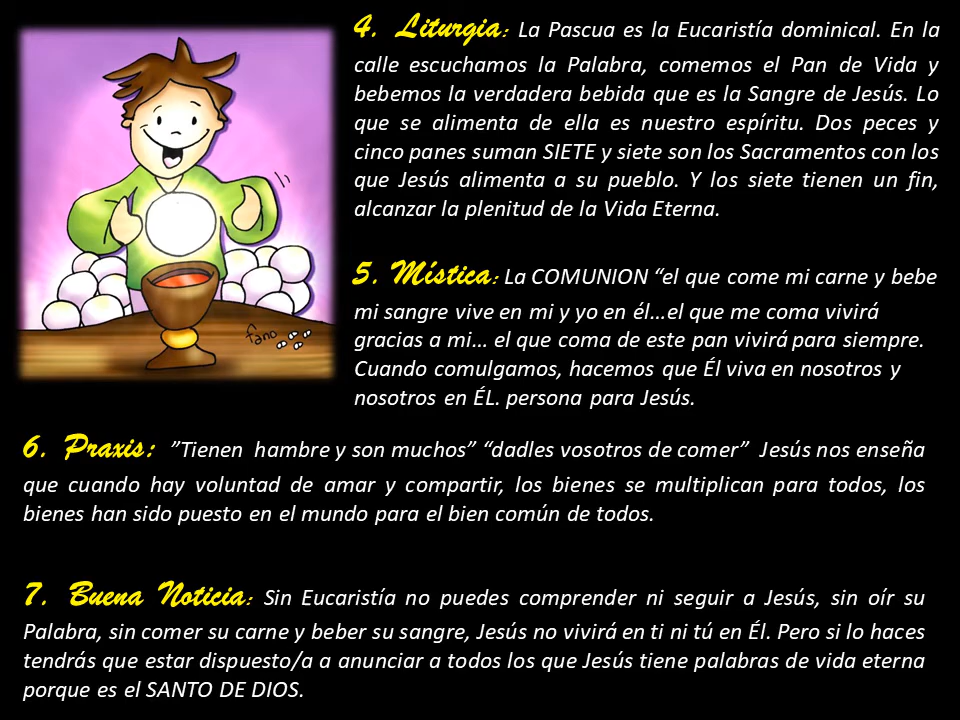 4. Liturgia: La Pascua es la Eucaristía dominical. En la
calle escuchamos la Palabra, comemos el Pan de Vida y
bebemos la verdadera bebida que es la Sangre de Jesús. Lo
que se alimenta de ella es nuestro espíritu. Dos peces y
cinco panes suman SIETE y siete son los Sacramentos con los
que Jesús alimenta a su pueblo. Y los siete tienen un fin,
alcanzar la plenitud de la Vida Eterna.
fano
5. Mística: La COMUNION “el que come mi carne y bebe
mi sangre vive en mi y yo en él…el que me coma vivirá
gracias a mi… el que coma de este pan vivirá para siempre.
Cuando comulgamos, hacemos que Él viva en nosotros y
nosotros en ÉL. persona para Jesús.
6. Praxis: ”Tienen hambre y son muchos” “dadles vosotros de comer” Jesús nos enseña
que cuando hay voluntad de amar y compartir, los bienes se multiplican para todos, los
bienes han sido puesto en el mundo para el bien común de todos.
7. Buena Noticia: Sin Eucaristía no puedes comprender ni seguir a Jesús, sin oír su
Palabra, sin comer su carne y beber su sangre, Jesús no vivirá en ti ni tú en Él. Pero si lo haces
tendrás que estar dispuesto/a a anunciar a todos los que Jesús tiene palabras de vida eterna
porque es el SANTO DE DIOS.